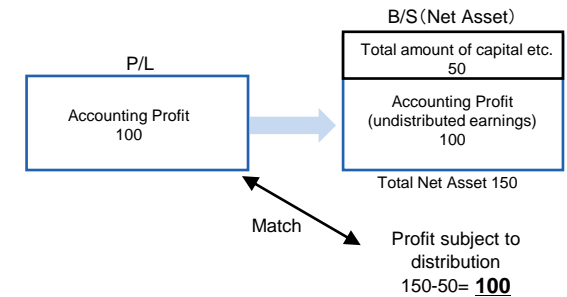 B/S(Net Asset)
P/L
Total amount of capital etc.
50
Accounting Profit
100
Accounting Profit
(undistributed earnings)
100
Total Net Asset 150
Match
Profit subject to
distribution
150-50= 100